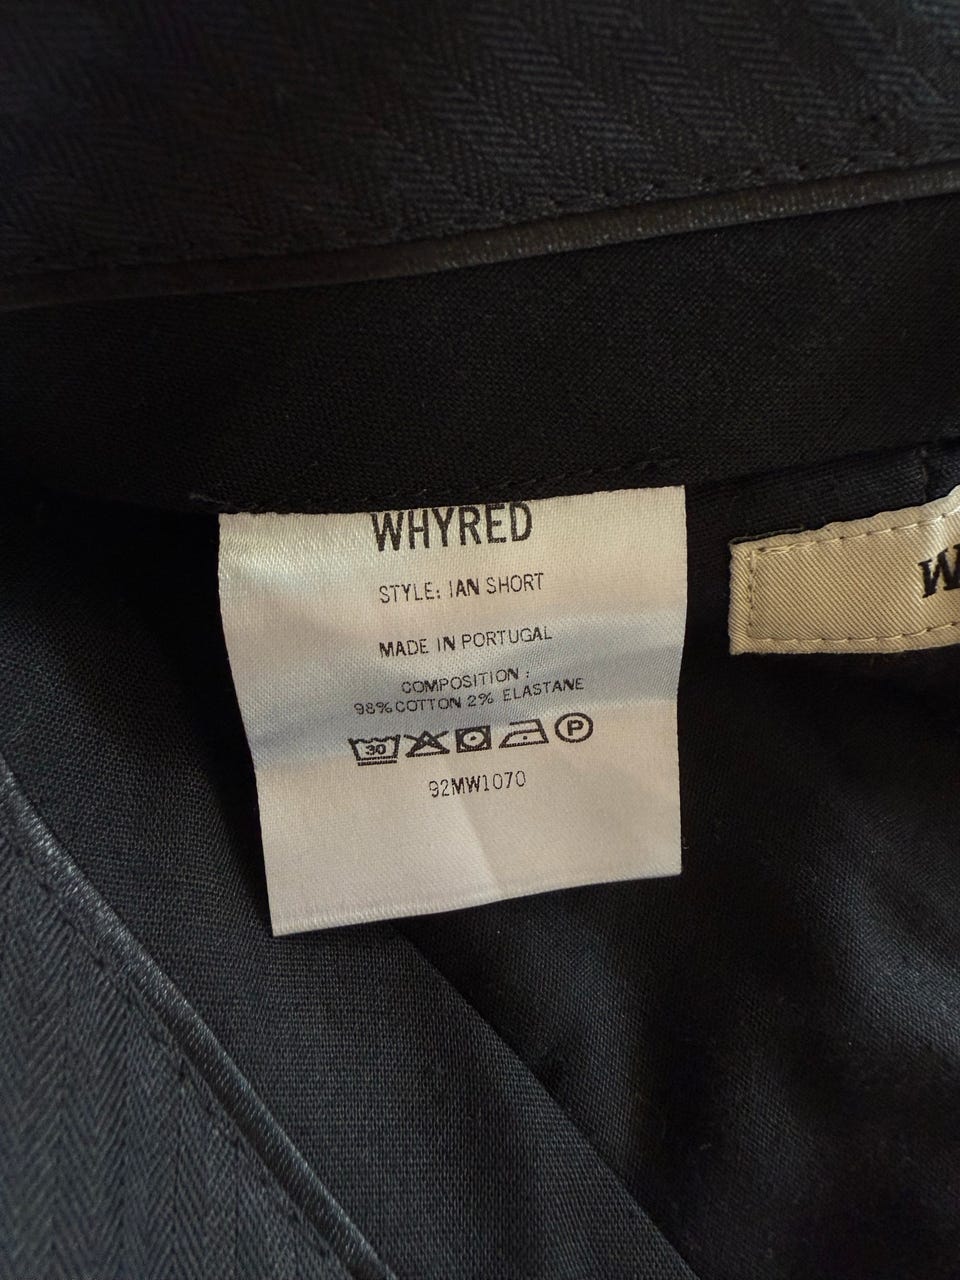 WHYRED
STYLE: IAN SHORT
MADE IN PORTUGAL
COMPOSITION :
98% COTTON 2% ELASTANE
30 P
92MW1070
W